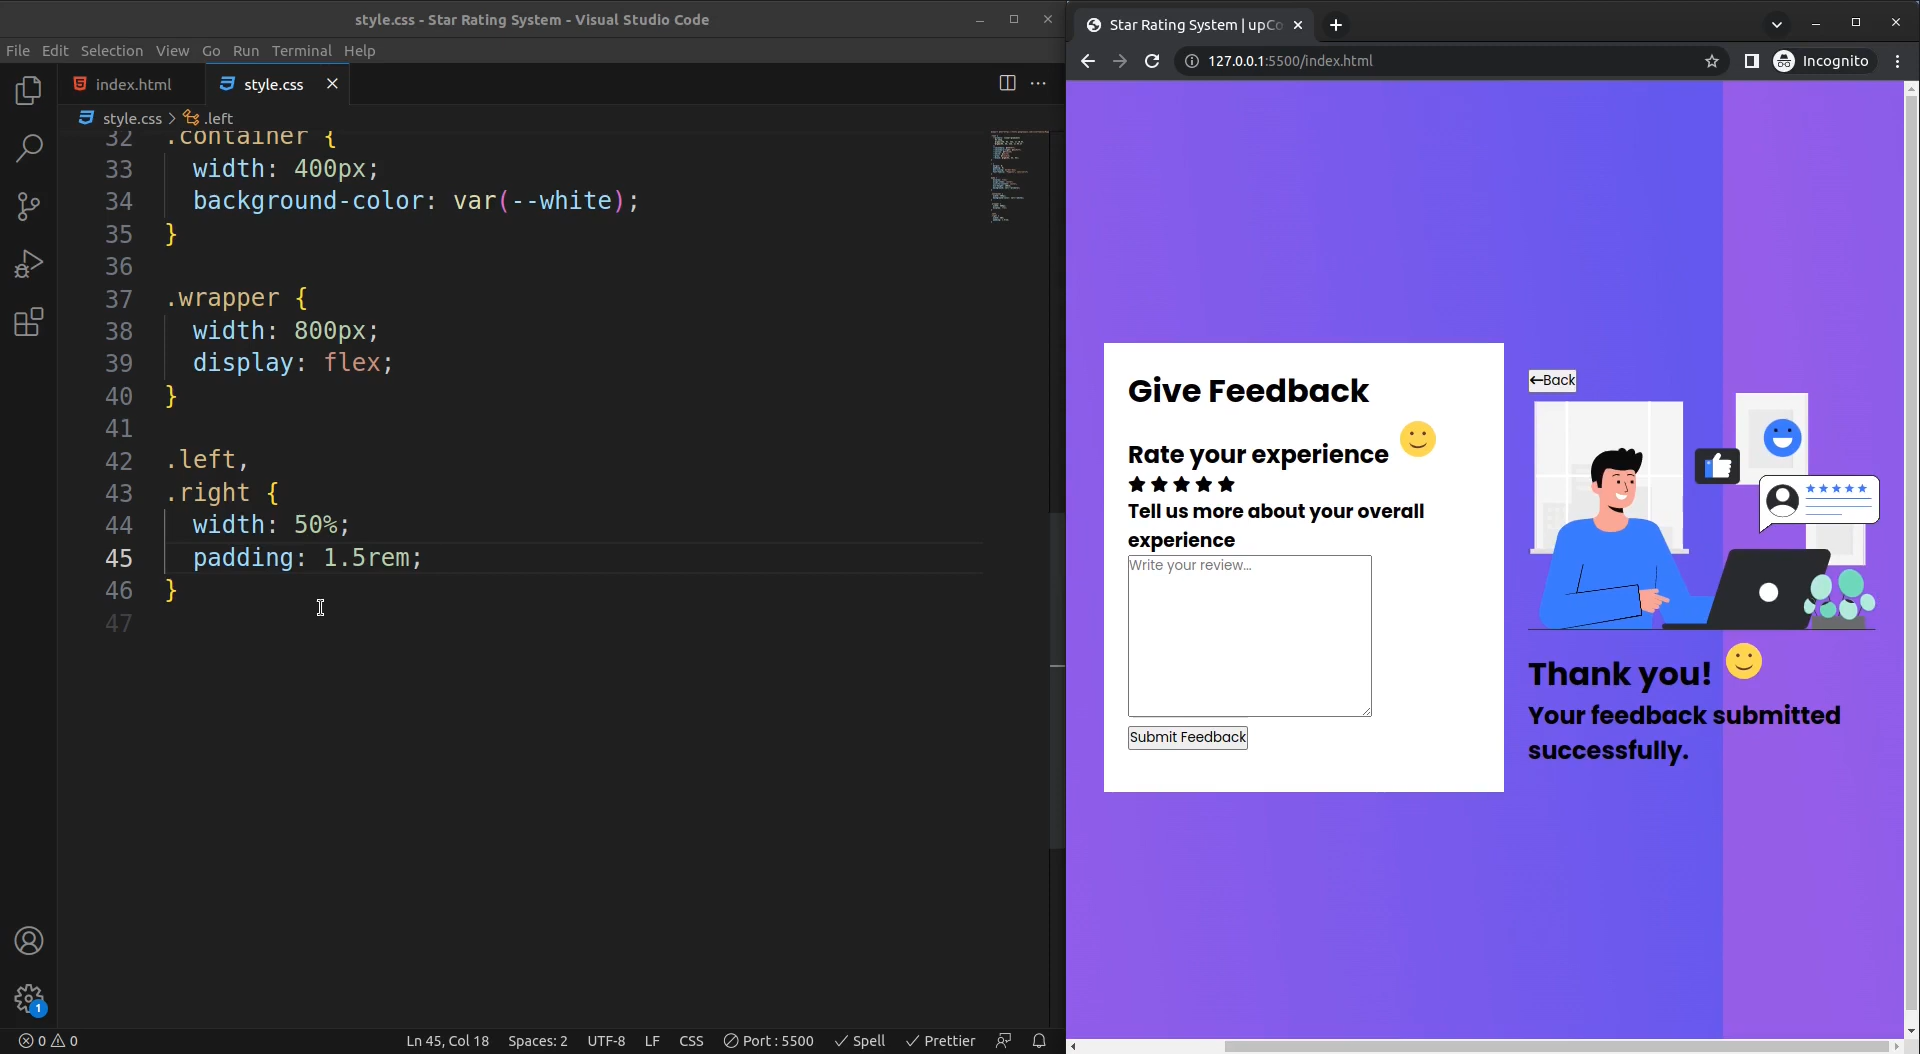 style.css - Star Rating System - Visual Studio Code
File Edit Selection View Go Run Terminal Help
index.html
style.css
style.css > .left
32 .container {
33 width: 400px;
34 background-color: var(--white);
35 }
36
37 .wrapper {
38 width: 800px;
39 display: flex;
40 }
41
42 .left,
43 .right {
44 width: 50%;
45 padding: 1.5rem;
46 }
47
1
0 0
Ln 45, Col 18
Spaces: 2
UTF-8
LF
CSS
Port : 5500
Spell
Prettier
Star Rating System | upCo
127.0.0.1:5500/index.html
Incognito
Give Feedback
Rate your experience
Tell us more about your overall
experience
Write your review...
Submit Feedback
←Back
Thank you!
Your feedback submitted
successfully.